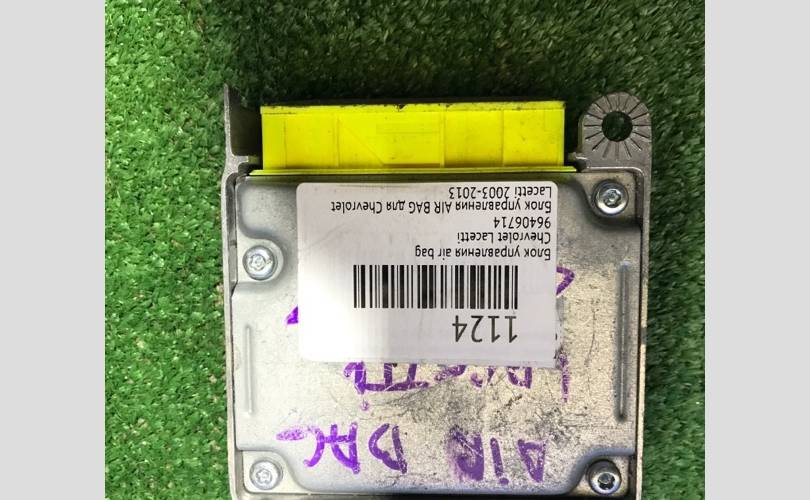 1124
Блок управления air bag
Chevrolet Lacetti
96406714
Блок управления AIR BAG для Chevrolet
Lacetti 2003-2013
AiR BAG